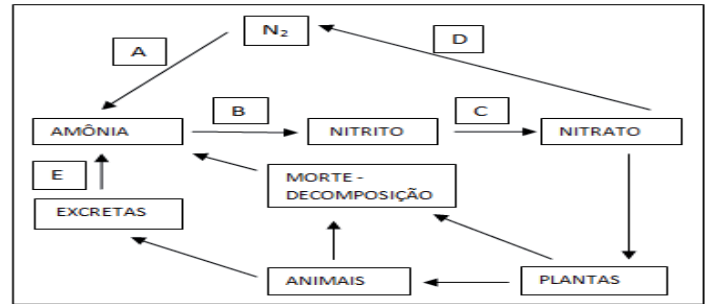 N₂
A
D
B
C
AMÔNIA
NITRITO
NITRATO
E
MORTE -
DECOMPOSIÇÃO
EXCRETAS
ANIMAIS
PLANTAS